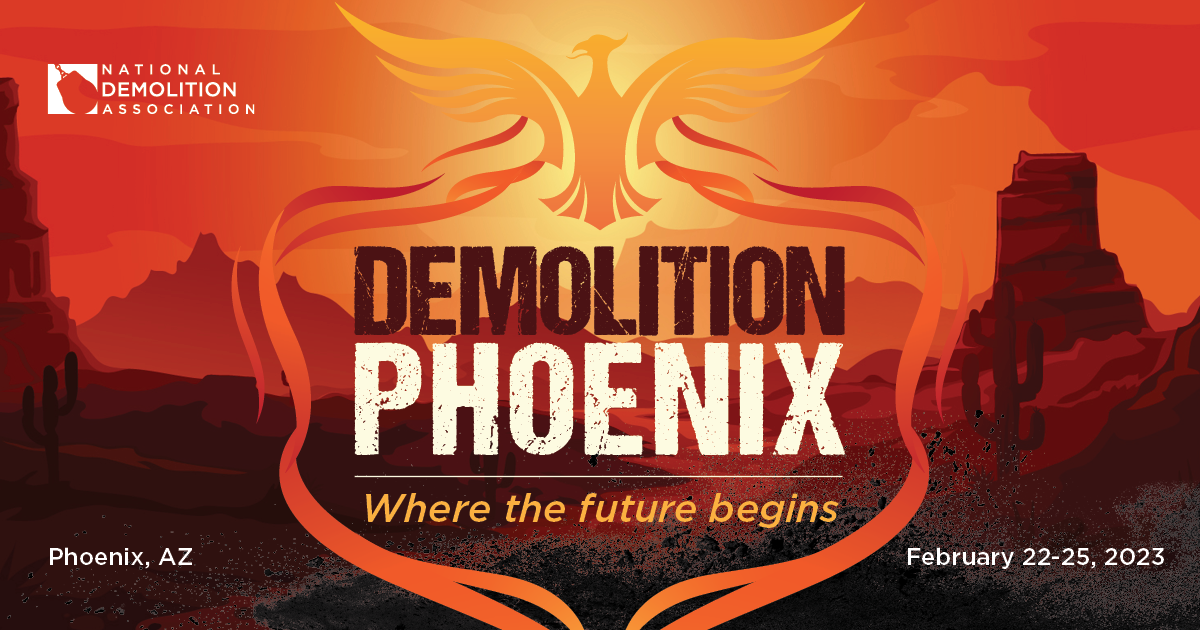 NATIONAL
DEMOLITION
ASSOCIATION
DEMOLITION
PHOENIX
Where the future begins
Phoenix, AZ
February 22-25, 2023